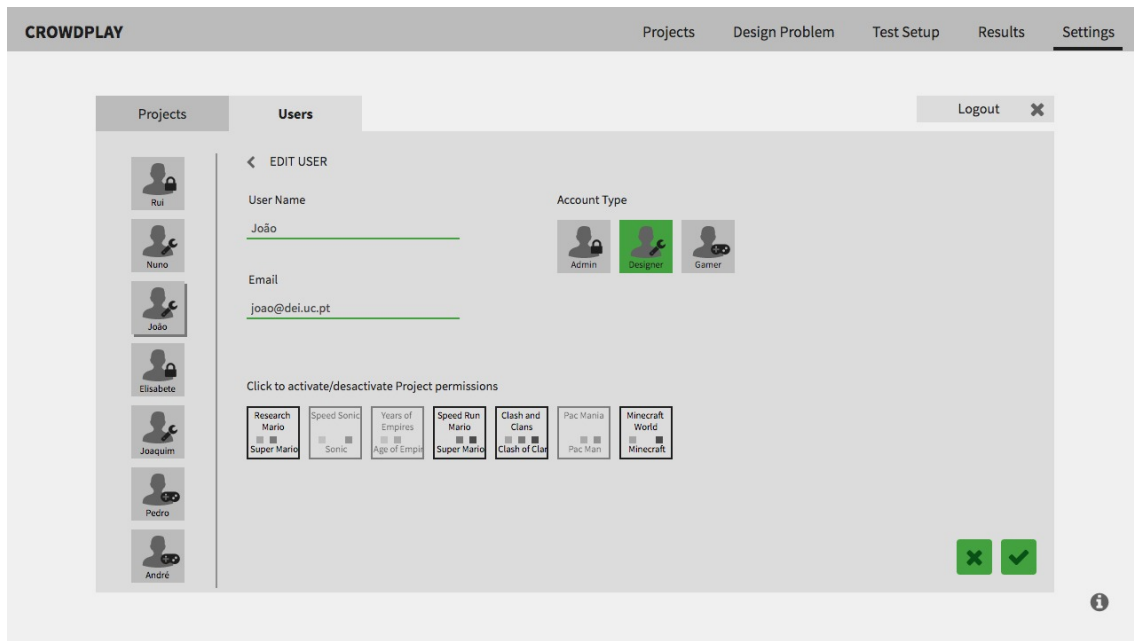 CROWDPLAY
Projects
Design Problem
Test Setup
Results
Settings
Projects
Users
Logout
Rui
Nuno
João
Elisabete
Joaquim
Pedro
André
EDIT USER
User Name
João
Email
joao@dei.uc.pt
Account Type
Admin
Designer
Gamer
Click to activate/desactivate Project permissions
Research
Mario
Super Mario
Speed Sonic
Sonic
Years of
Empires
Age of Empir
Speed Run
Mario
Super Mario
Clash and
Clans
Clash of Clan
Pac Mania
Pac Man
Minecraft
World
Minecraft